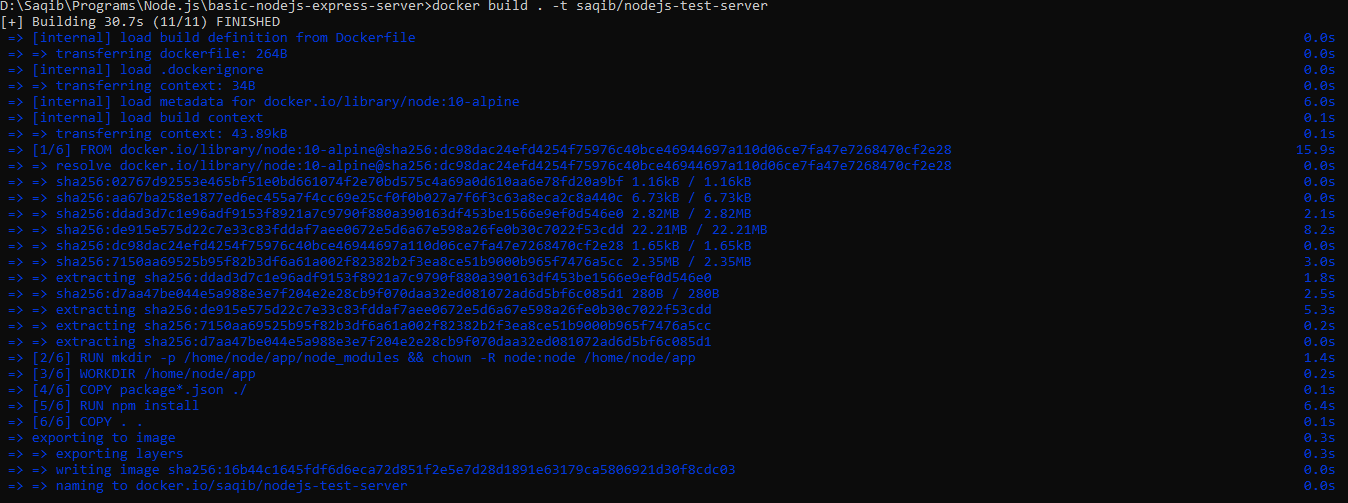 D:\Saqib\Programs\Node.js\basic-nodejs-express-server>docker build . -t saqib/nodejs-test-server
[+] Building 30.7s (11/11) FINISHED
=> [internal] load build definition from Dockerfile 0.0s
=> => transferring dockerfile: 264B 0.0s
=> [internal] load .dockerignore 0.0s
=> => transferring context: 34B 0.0s
=> [internal] load metadata for docker.io/library/node:10-alpine 6.0s
=> [internal] load build context 0.1s
=> => transferring context: 43.89kB 0.1s
=> [1/6] FROM docker.io/library/node:10-alpine@sha256:dc98dac24efd4254f75976c40bce46944697a110d06ce7fa47e7268470cf2e28 15.9s
=> => resolve docker.io/library/node:10-alpine@sha256:dc98dac24efd4254f75976c40bce46944697a110d06ce7fa47e7268470cf2e28 0.0s
=> => sha256:02767d92553e465bf51e0bd661074f2e70bd575c4a69a0d610aa6e78fd20a9bf 1.16kB / 1.16kB 0.0s
=> => sha256:aa67ba258e1877ed6ec455a7f4cc69e25cf0f0b027a7f6f3c63a8eca2c8a440c 6.73kB / 6.73kB 0.0s
=> => sha256:ddad3d7c1e96adf9153f8921a7c9790f880a390163df453be1566e9ef0d546e0 2.82MB / 2.82MB 2.1s
=> => sha256:de915e575d22c7e33c83fddaf7aee0672e5d6a67e598a26fe0b30c7022f53cdd 22.21MB / 22.21MB 8.2s
=> => sha256:dc98dac24efd4254f75976c40bce46944697a110d06ce7fa47e7268470cf2e28 1.65kB / 1.65kB 0.0s
=> => sha256:7150aa69525b95f82b3df6a61a002f82382b2f3ea8ce51b9000b965f7476a5cc 2.35MB / 2.35MB 3.0s
=> => extracting sha256:ddad3d7c1e96adf9153f8921a7c9790f880a390163df453be1566e9ef0d546e0 1.8s
=> => sha256:d7aa47be044e5a988e3e7f204e2e28cb9f070daa32ed081072ad6d5bf6c085d1 280B / 280B 2.5s
=> => extracting sha256:de915e575d22c7e33c83fddaf7aee0672e5d6a67e598a26fe0b30c7022f53cdd 5.3s
=> => extracting sha256:7150aa69525b95f82b3df6a61a002f82382b2f3ea8ce51b9000b965f7476a5cc 0.2s
=> => extracting sha256:d7aa47be044e5a988e3e7f204e2e28cb9f070daa32ed081072ad6d5bf6c085d1 0.0s
=> [2/6] RUN mkdir -p /home/node/app/node_modules && chown -R node:node /home/node/app 1.4s
=> [3/6] WORKDIR /home/node/app 0.2s
=> [4/6] COPY package*.json ./ 0.1s
=> [5/6] RUN npm install 6.4s
=> [6/6] COPY . . 0.1s
=> exporting to image 0.3s
=> => exporting layers 0.3s
=> => writing image sha256:16b44c1645fdf6d6eca72d851f2e5e7d28d1891e63179ca5806921d30f8cdc03 0.0s
=> => naming to docker.io/saqib/nodejs-test-server 0.0s